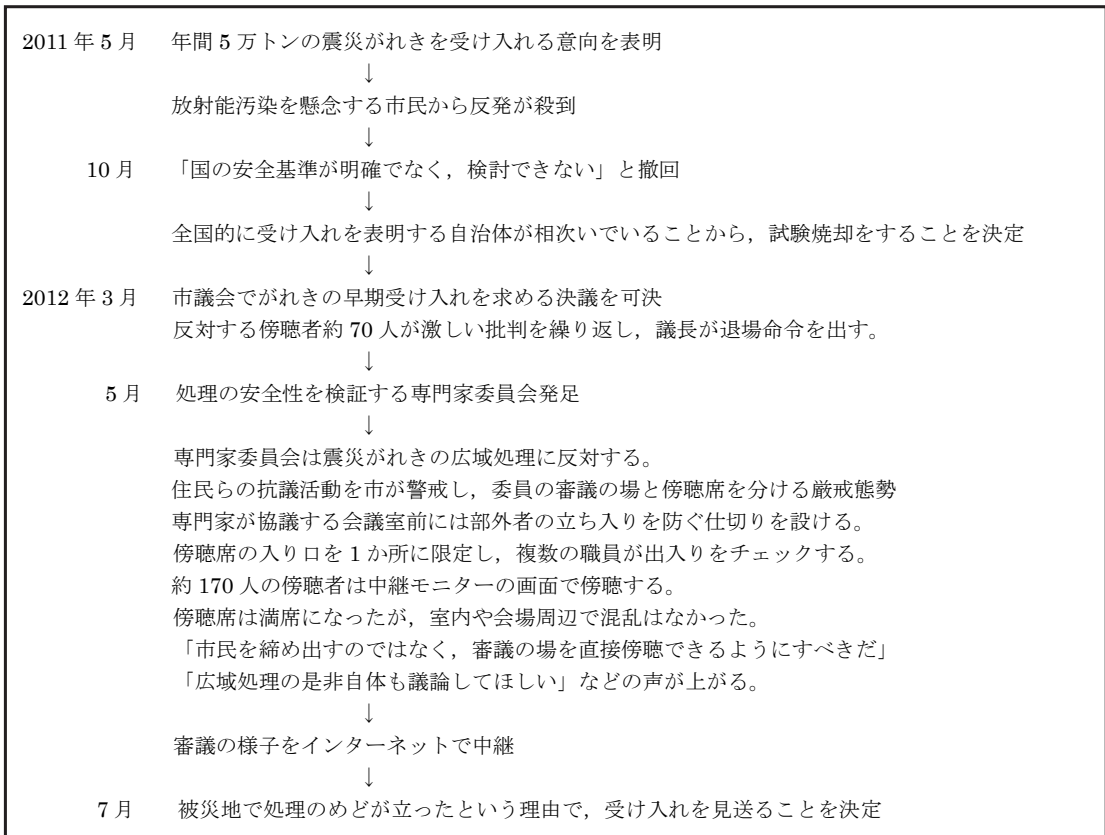 2011年5月 年間5万トンの震災がれきを受け入れる意向を表明
↓
放射能汚染を懸念する市民から反発が殺到
↓
10月 「国の安全基準が明確でなく，検討できない」と撤回
↓
全国的に受け入れを表明する自治体が相次いでいることから，試験焼却をすることを決定
↓
2012年3月 市議会でがれきの早期受け入れを求める決議を可決
反対する傍聴者約70人が激しい批判を繰り返し，議長が退場命令を出す。
↓
5月 処理の安全性を検証する専門家委員会発足
↓
専門家委員会は震災がれきの広域処理に反対する。
住民らの抗議活動を市が警戒し，委員の審議の場と傍聴席を分ける厳戒態勢
専門家が協議する会議室前には部外者の立ち入りを防ぐ仕切りを設ける。
傍聴席の入り口を1か所に限定し，複数の職員が出入りをチェックする。
約170人の傍聴者は中継モニターの画面で傍聴する。
傍聴席は満席になったが，室内や会場周辺で混乱はなかった。
「市民を締め出すのではなく，審議の場を直接傍聴できるようにすべきだ」
「広域処理の是非自体も議論してほしい」などの声が上がる。
↓
審議の様子をインターネットで中継
↓
7月 被災地で処理のめどが立ったという理由で，受け入れを見送ることを決定